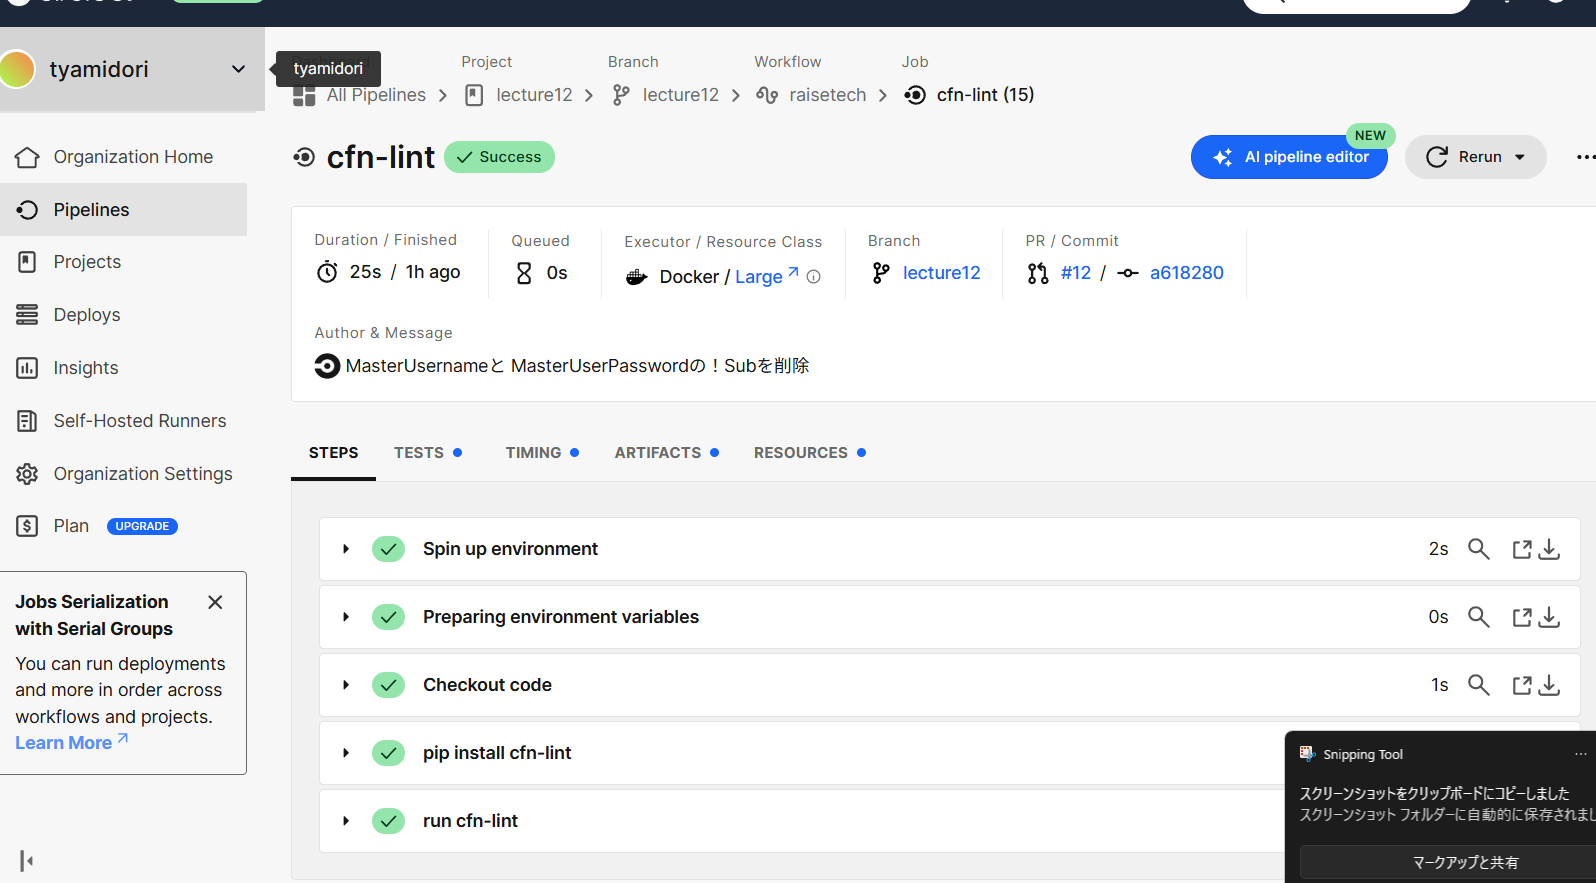 tyamidori
tyamidori
Project
Branch
Workflow
Job
All Pipelines
lecture12
lecture12
raisetech
cfn-lint (15)
Organization Home
Pipelines
Projects
Deploys
Insights
Self-Hosted Runners
Organization Settings
Plan
UPGRADE
Jobs Serialization
with Serial Groups
You can run deployments
and more in order across
workflows and projects.
Learn More
cfn-lint
Success
NEW
AI pipeline editor
Rerun
Duration / Finished
25s / 1h ago
Queued
0s
Executor / Resource Class
Docker / Large
Branch
lecture12
PR / Commit
#12 / a618280
Author & Message
MasterUsernameと MasterUserPasswordの！Subを削除
STEPS
TESTS
TIMING
ARTIFACTS
RESOURCES
Spin up environment
2s
Preparing environment variables
0s
Checkout code
1s
pip install cfn-lint
run cfn-lint
Snipping Tool
スクリーンショットをクリップボードにコピーしました
スクリーンショット フォルダーに自動的に保存されまし
マークアップと共有